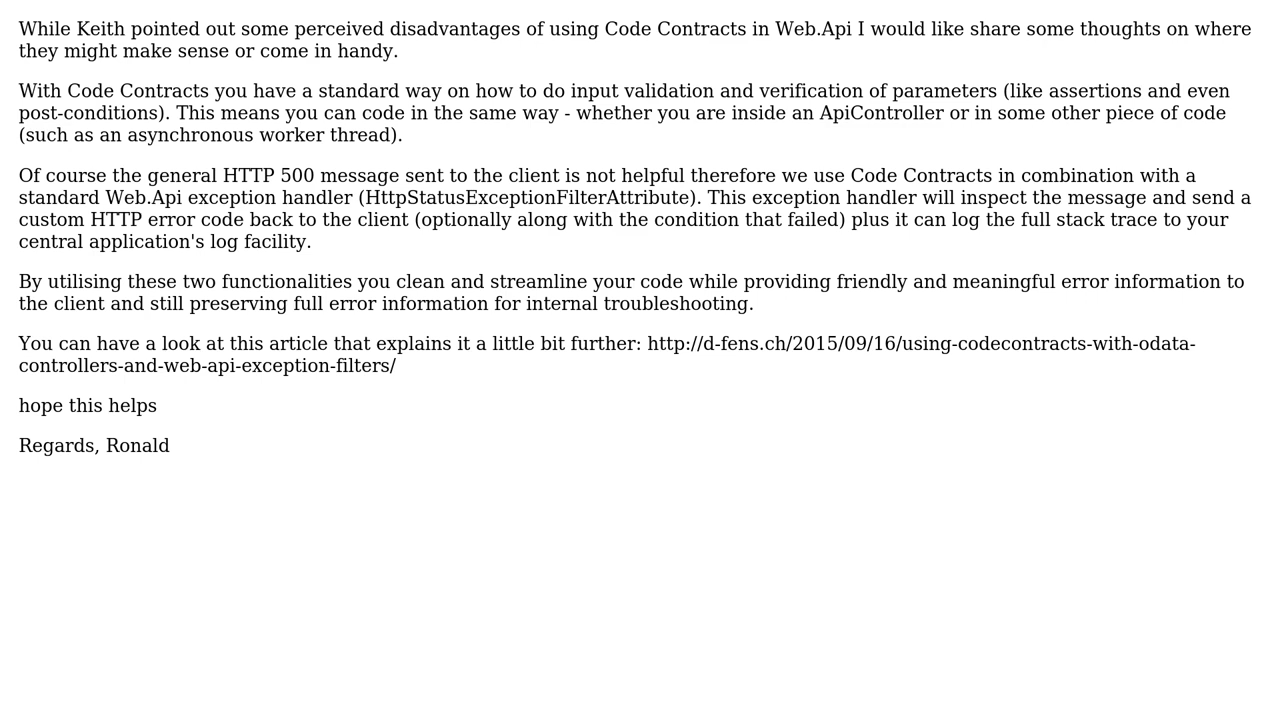 While Keith pointed out some perceived disadvantages of using Code Contracts in Web.Api I would like share some thoughts on where
they might make sense or come in handy.
With Code Contracts you have a standard way on how to do input validation and verification of parameters (like assertions and even
post-conditions). This means you can code in the same way - whether you are inside an ApiController or in some other piece of code
(such as an asynchronous worker thread).
Of course the general HTTP 500 message sent to the client is not helpful therefore we use Code Contracts in combination with a
standard Web.Api exception handler (HttpStatusExceptionFilterAttribute). This exception handler will inspect the message and send a
custom HTTP error code back to the client (optionally along with the condition that failed) plus it can log the full stack trace to your
central application's log facility.
By utilising these two functionalities you clean and streamline your code while providing friendly and meaningful error information to
the client and still preserving full error information for internal troubleshooting.
You can have a look at this article that explains it a little bit further: http://d-fens.ch/2015/09/16/using-codecontracts-with-odata-
controllers-and-web-api-exception-filters/
hope this helps
Regards, Ronald